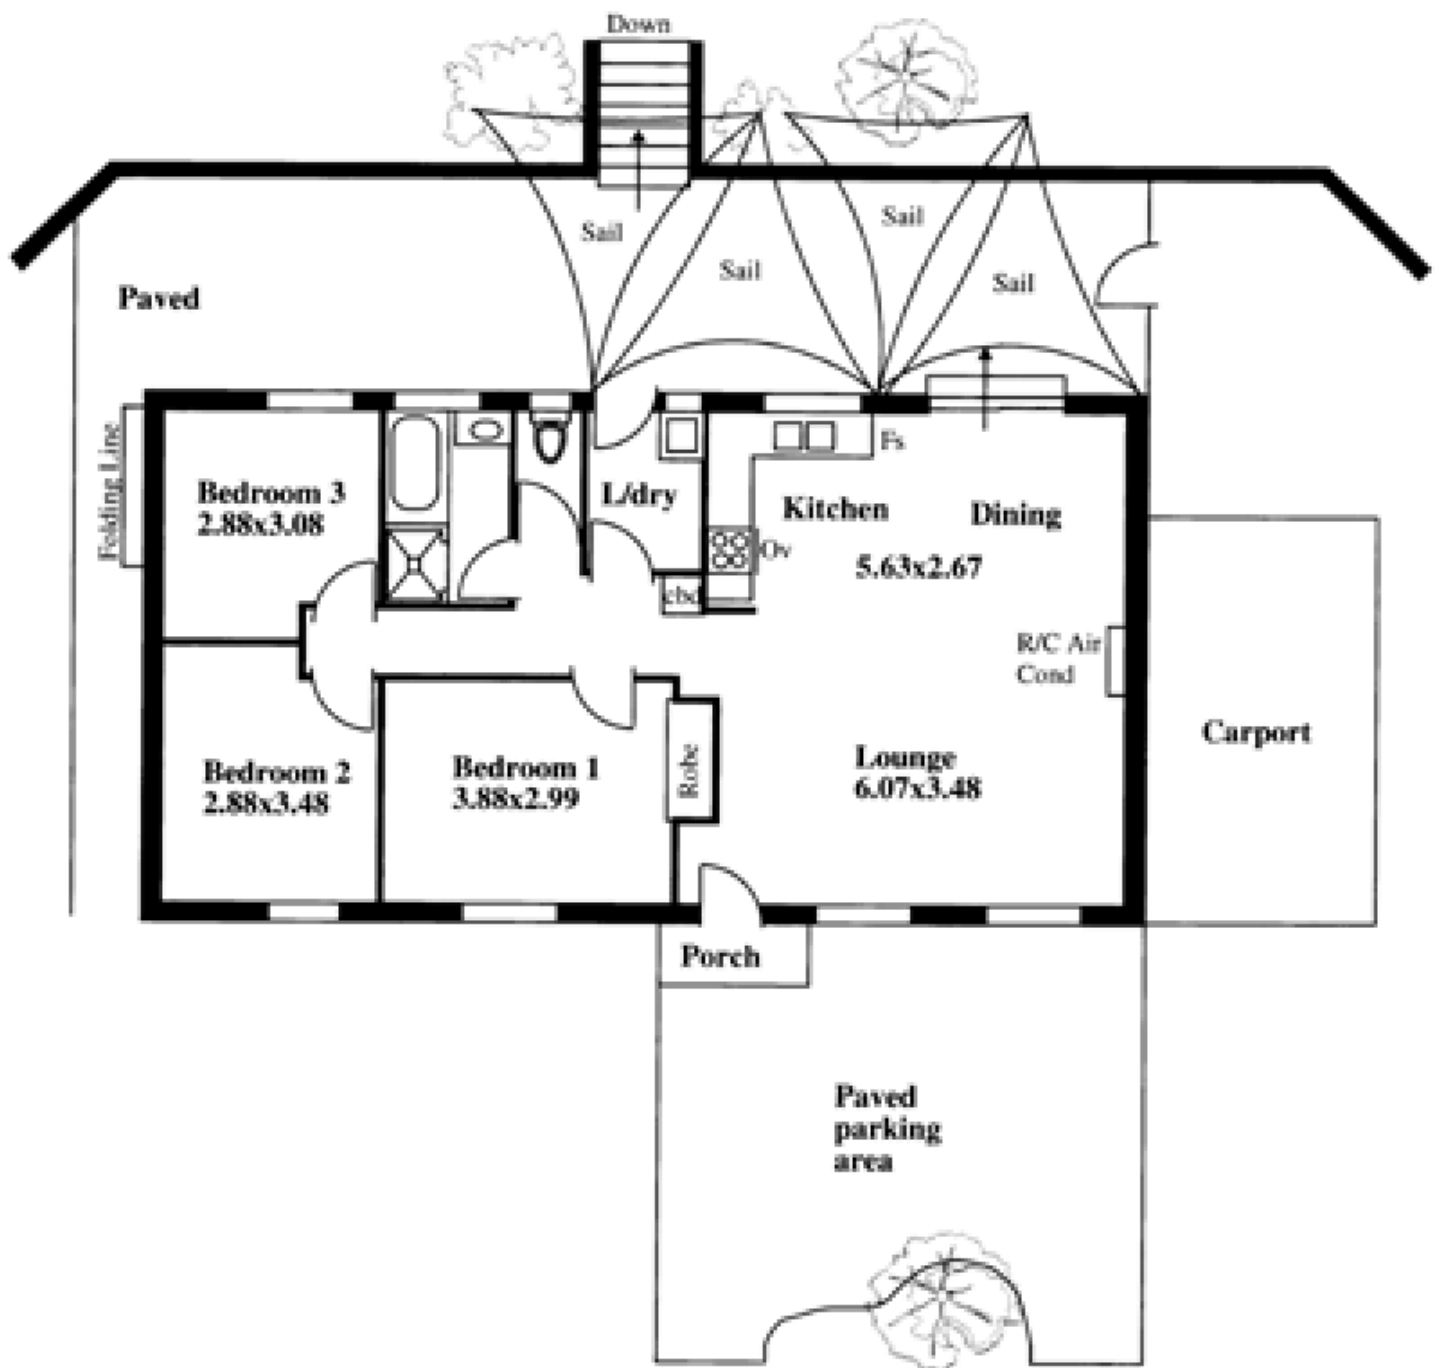 Down
Sail
Sail
Sail
Sail
Paved
Folding Line
Bedroom 3
2.88x3.08
L/dry
Fs
Kitchen
Dining
Ov
5.63x2.67
cbd
R/C Air
Cond
Carport
Bedroom 2
2.88x3.48
Bedroom 1
3.88x2.99
Robe
Lounge
6.07x3.48
Porch
Paved
parking
area